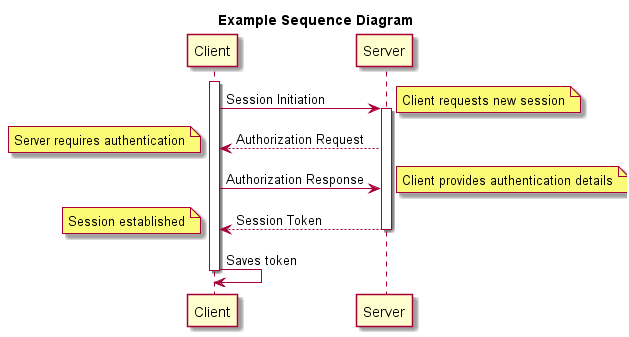 Example Sequence Diagram
Client
Server
Session Initiation
Client requests new session
Authorization Request
Server requires authentication
Authorization Response
Client provides authentication details
Session Token
Session established
Saves token
Client
Server